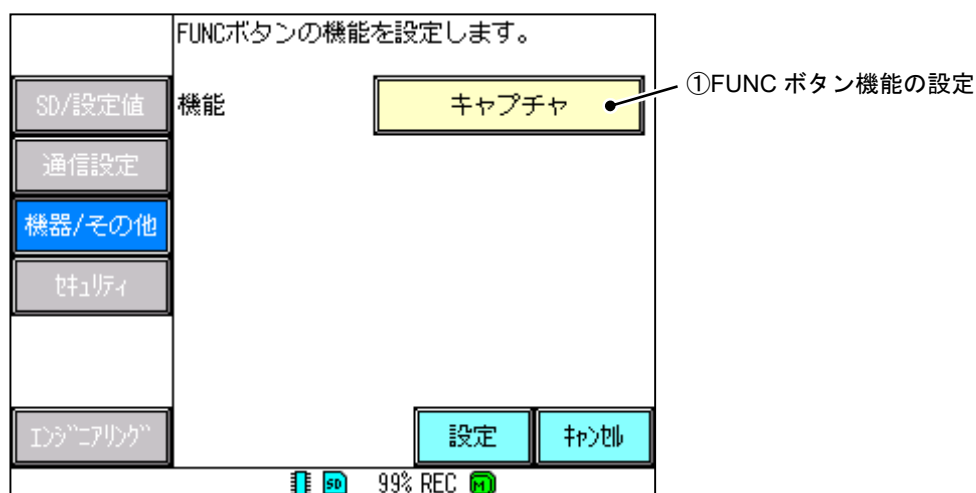 FUNCボタンの機能を設定します。
SD/設定値
機能
キャプチャ
①FUNC ボタン機能の設定
通信設定
機器/その他
ｾｷｭﾘﾃｨ
ｴﾝｼﾞﾆｱﾘﾝｸﾞ
設定
ｷｬﾝｾﾙ
SD
99% REC
M